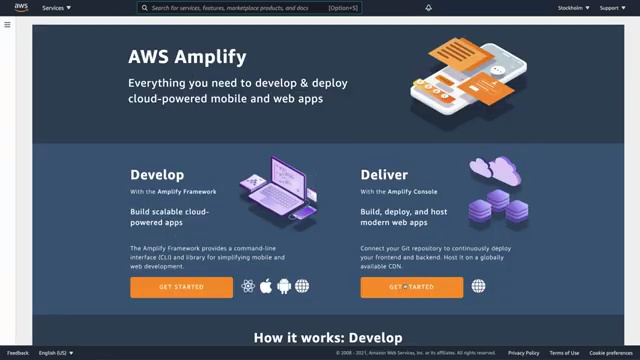 aws Services Search for services, features, marketplace products, and docs [Option+S] Stockholm Support
AWS Amplify
Everything you need to develop & deploy
cloud-powered mobile and web apps
Develop
With the Amplify Framework
Build scalable cloud-
powered apps
The Amplify Framework provides a command-line
interface (CLI) and library for simplifying mobile and
web development.
GET STARTED
Deliver
With the Amplify Console
Build, deploy, and host
modern web apps
Connect your Git repository to continuously deploy
your frontend and backend. Host it on a globally
available CDN.
GET STARTED
How it works: Develop
Feedback English (US) © 2008 - 2021, Amazon Web Services, Inc. or its affiliates. All rights reserved. Privacy Policy Terms of Use Cookie preferences